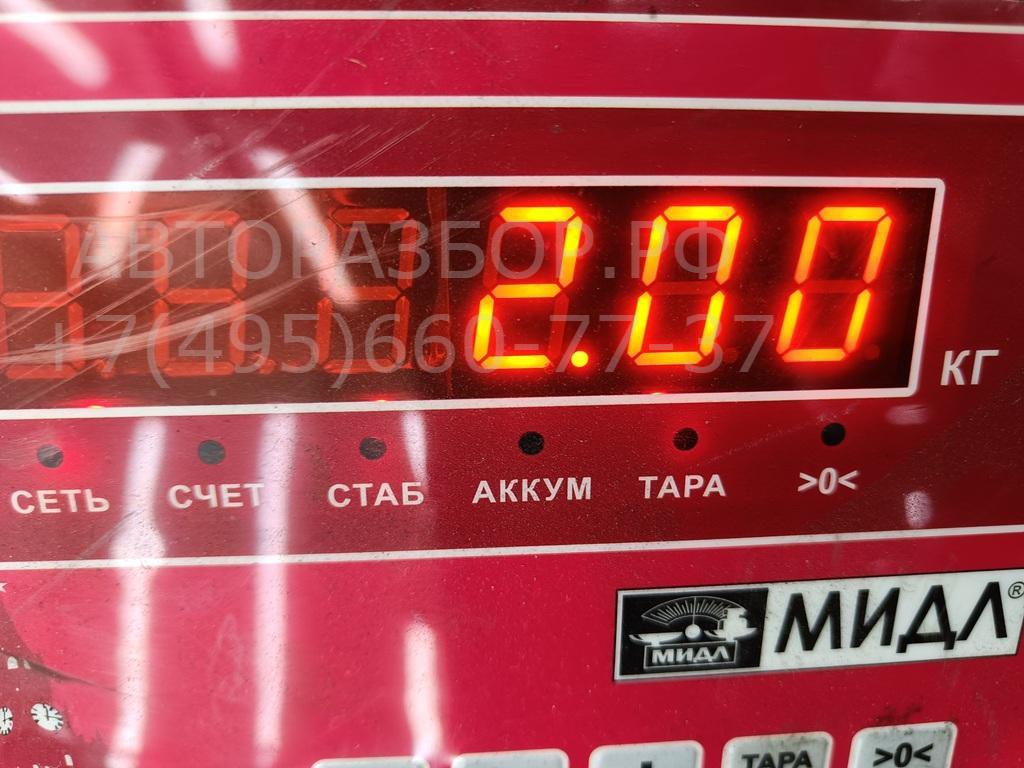 АВТОРАЗБОР.РФ
+7(495)660-77-37
2.00
КГ
СЕТЬ СЧЕТ СТАБ АККУМ ТАРА >0<
МИДЛ МИДЛ®
ТАРА >0<